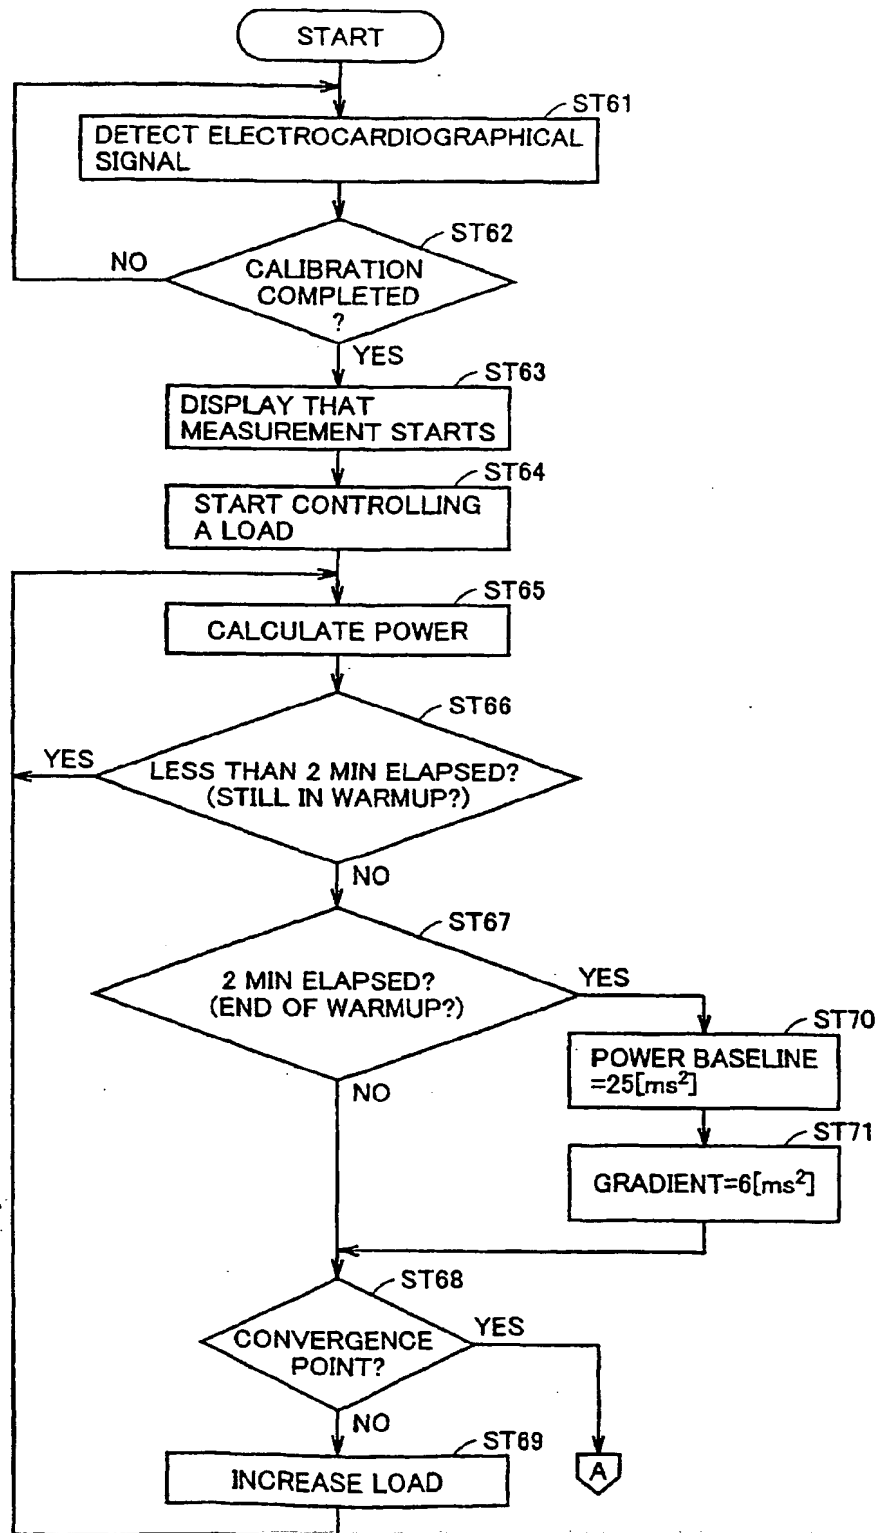 START
ST61
DETECT ELECTROCARDIOGRAPHICAL
SIGNAL
ST62
NO
CALIBRATION
COMPLETED
?
YES
ST63
DISPLAY THAT
MEASUREMENT STARTS
ST64
START CONTROLLING
A LOAD
ST65
CALCULATE POWER
ST66
YES
LESS THAN 2 MIN ELAPSED?
(STILL IN WARMUP?)
NO
ST67
2 MIN ELAPSED?
(END OF WARMUP?)
YES
NO
ST70
POWER BASELINE
=25[ms²]
ST71
GRADIENT=6[ms²]
ST68
CONVERGENCE
POINT?
YES
NO
ST69
INCREASE LOAD
A